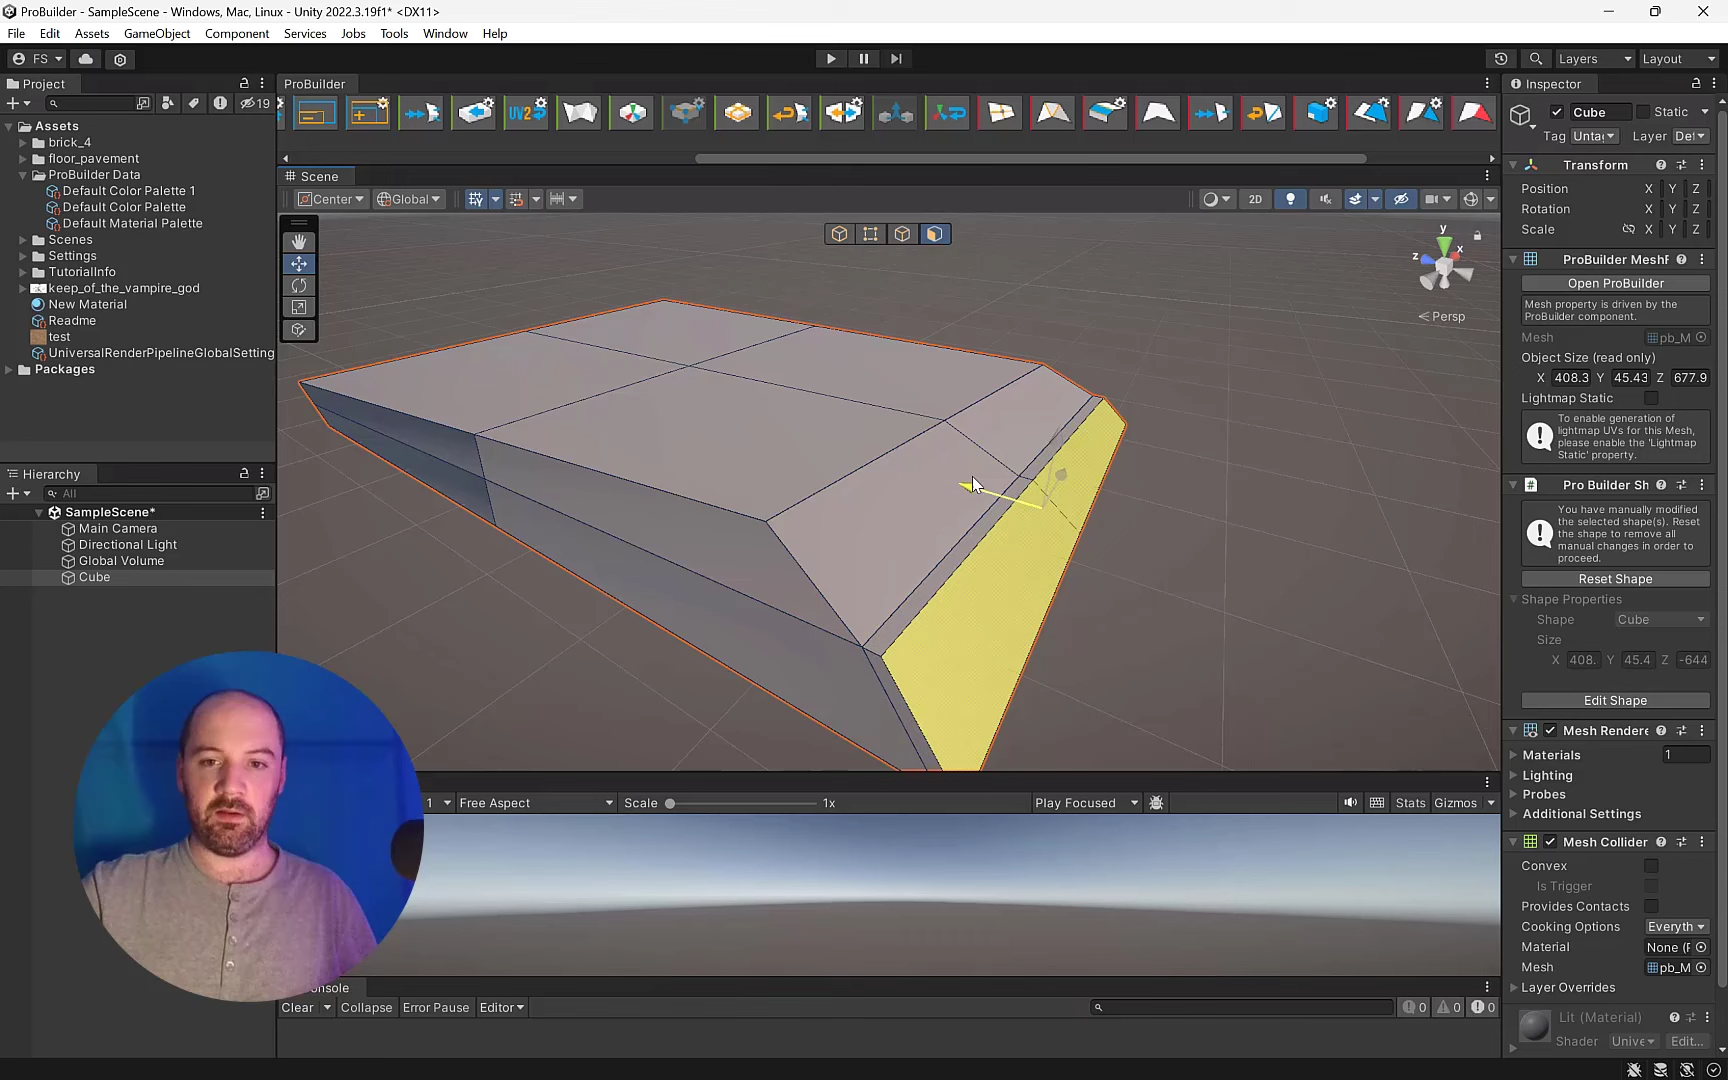 ProBuilder - SampleScene - Windows, Mac, Linux - Unity 2022.3.19f1* <DX11>
File Edit Assets GameObject Component Services Jobs Tools Window Help
FS
Layers
Layout
Project
19
Assets
brick_4
floor_pavement
ProBuilder Data
Default Color Palette 1
Default Color Palette
Default Material Palette
Scenes
Settings
TutorialInfo
keep_of_the_vampire_god
New Material
Readme
test
UniversalRenderPipelineGlobalSetting
Packages
Hierarchy
All
SampleScene*
Main Camera
Directional Light
Global Volume
Cube
ProBuilder
UV2
Scene
Center
Global
2D
y
x
z
Persp
1
Free Aspect
Scale
1x
Play Focused
Stats
Gizmos
onsole
Clear
Collapse
Error Pause
Editor
0
0
0
Inspector
Cube
Static
Tag Untag
Layer Det
Transform
Position X Y Z
Rotation X Y Z
Scale X Y Z
ProBuilder MeshF
Open ProBuilder
Mesh property is driven by the
ProBuilder component.
Mesh pb_M
Object Size (read only)
X 408.3 Y 45.43 Z 677.9
Lightmap Static
To enable generation of
lightmap UVs for this Mesh,
please enable the 'Lightmap
Static' property.
Pro Builder Sh
You have manually modified
the selected shape(s). Reset
the shape to remove all
manual changes in order to
proceed.
Reset Shape
Shape Properties
Shape Cube
Size
X 408. Y 45.4 Z -644
Edit Shape
Mesh Rendere
Materials 1
Lighting
Probes
Additional Settings
Mesh Collider
Convex
Is Trigger
Provides Contacts
Cooking Options Everyth
Material None (F
Mesh pb_M
Layer Overrides
Lit (Material)
Shader Unive Edit...